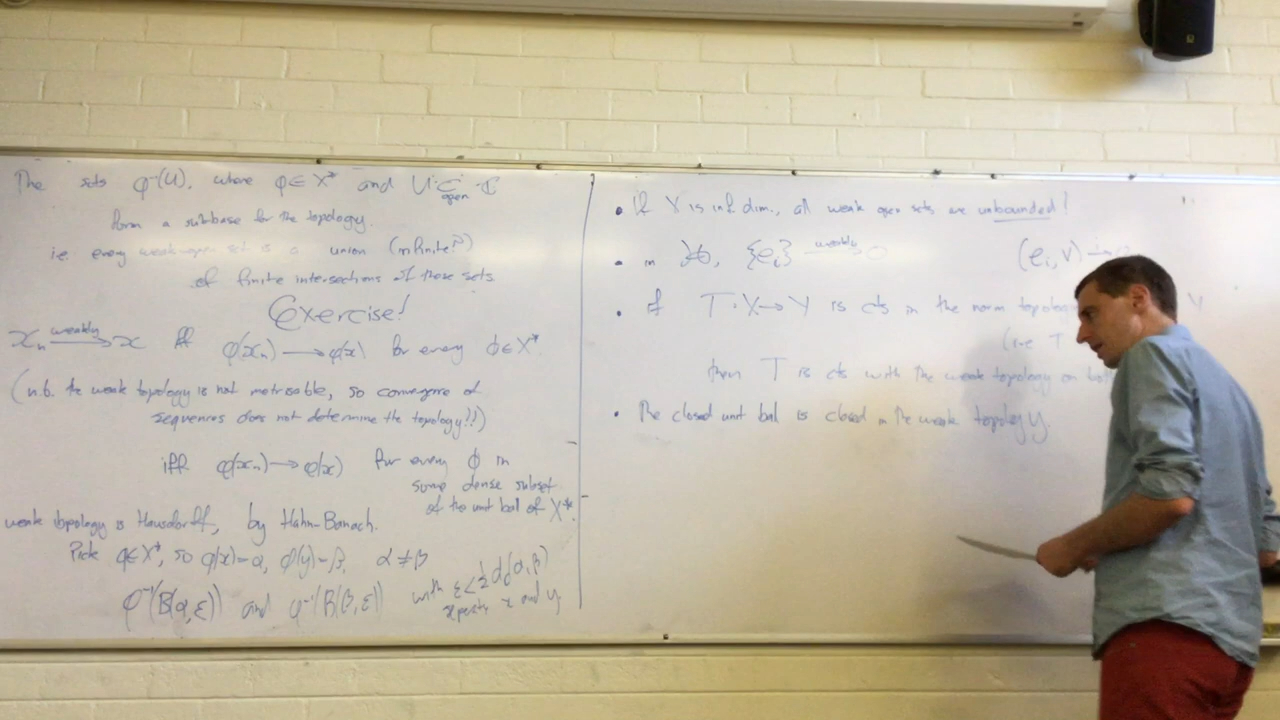 The sets φ⁻¹(U), where φ ∈ X* and U ⊂ ℂ
open
form a subbase for the topology.
i.e. every weak-open set is a union (infinite?)
of finite intersections of these sets.
Exercise!
xₙ weakly → x iff φ(xₙ) → φ(x) for every φ ∈ X*.
(n.b. the weak topology is not metrisable, so convergence of
sequences does not determine the topology!!)
iff φ(xₙ) → φ(x) for every φ in
some dense subset
of the unit ball of X*.
weak topology is Hausdorff, by Hahn-Banach.
Pick φ ∈ X*, so φ(x) = α, φ(y) = β, α ≠ β
φ⁻¹(B(α, ε)) and φ⁻¹(B(β, ε)) with ε < ½ d(α, β)
x and y
• If X is inf. dim., all weak open sets are unbounded!
• in {eᵢ} weakly → 0 (eᵢ, v) →
• if T: X → Y is cts in the norm
(i.e. T
then T is cts with the weak topology on
• The closed unit ball is closed in the weak topology.